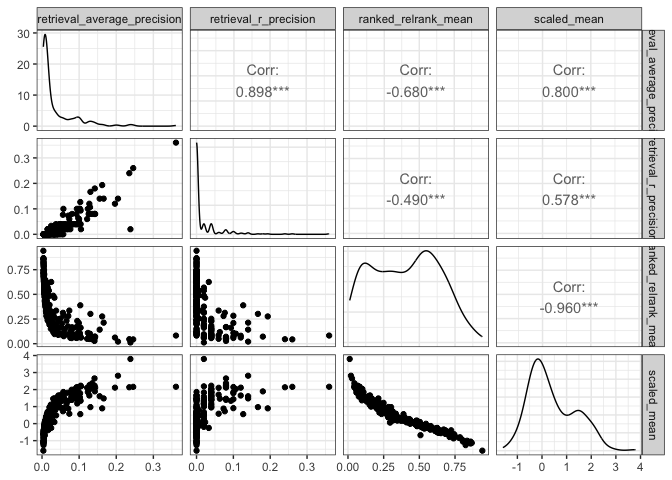 retrieval_average_precision
retrieval_r_precision
ranked_relrank_mean
scaled_mean
30
20
10
0
Corr:
0.898***
Corr:
-0.680***
Corr:
0.800***
0.3
0.2
0.1
0.0
Corr:
-0.490***
Corr:
0.578***
0.75
0.50
0.25
0.00
Corr:
-0.960***
scaled_mean
4
3
2
1
0
-1
0.0 0.1 0.2 0.3
0.0 0.1 0.2 0.3
0.00 0.25 0.50 0.75
-1 0 1 2 3 4